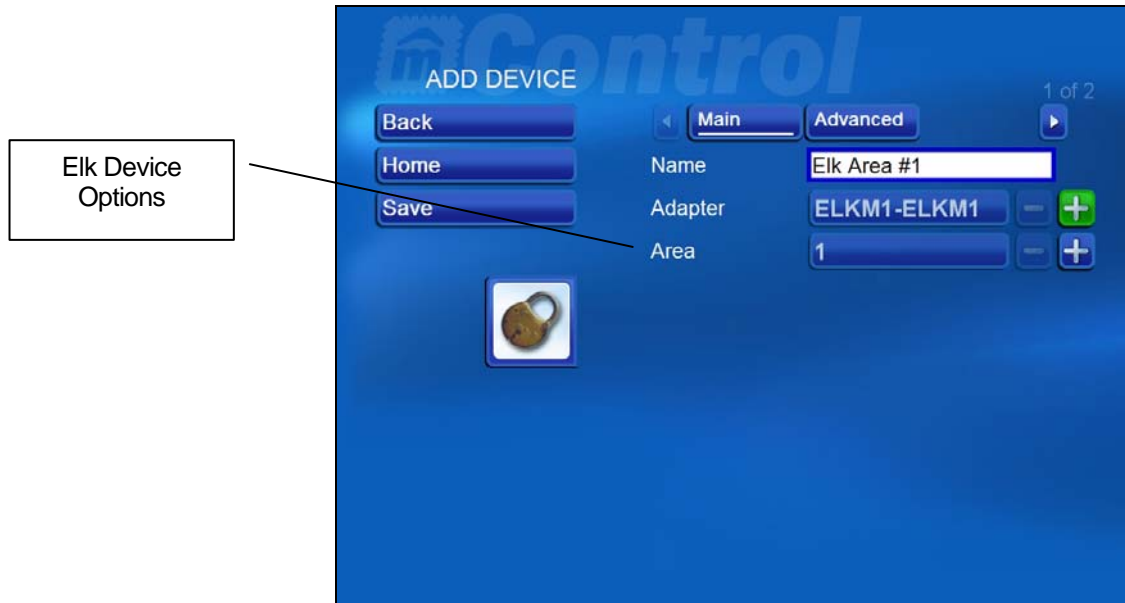 mControl
ADD DEVICE
1 of 2
Back
Main
Advanced
Elk Device
Options
Home
Name
Elk Area #1
Save
Adapter
ELKM1-ELKM1
Area
1